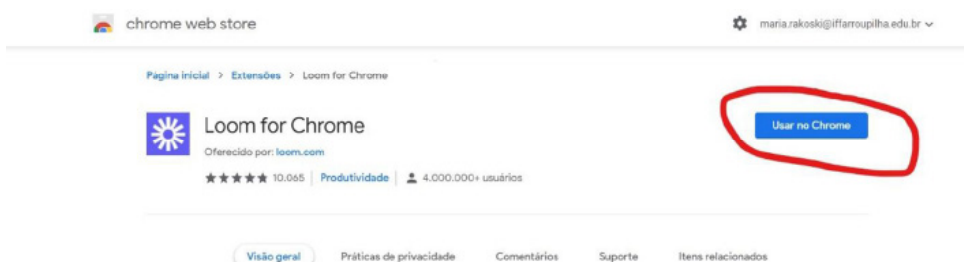 chrome web store
maria.rakoski@iffarroupilha.edu.br
Página inicial > Extensões > Loom for Chrome
Loom for Chrome
Usar no Chrome
Oferecido por: loom.com
10.065 | Produtividade | 4.000.000+ usuários
Visão geral Práticas de privacidade Comentários Suporte Itens relacionados